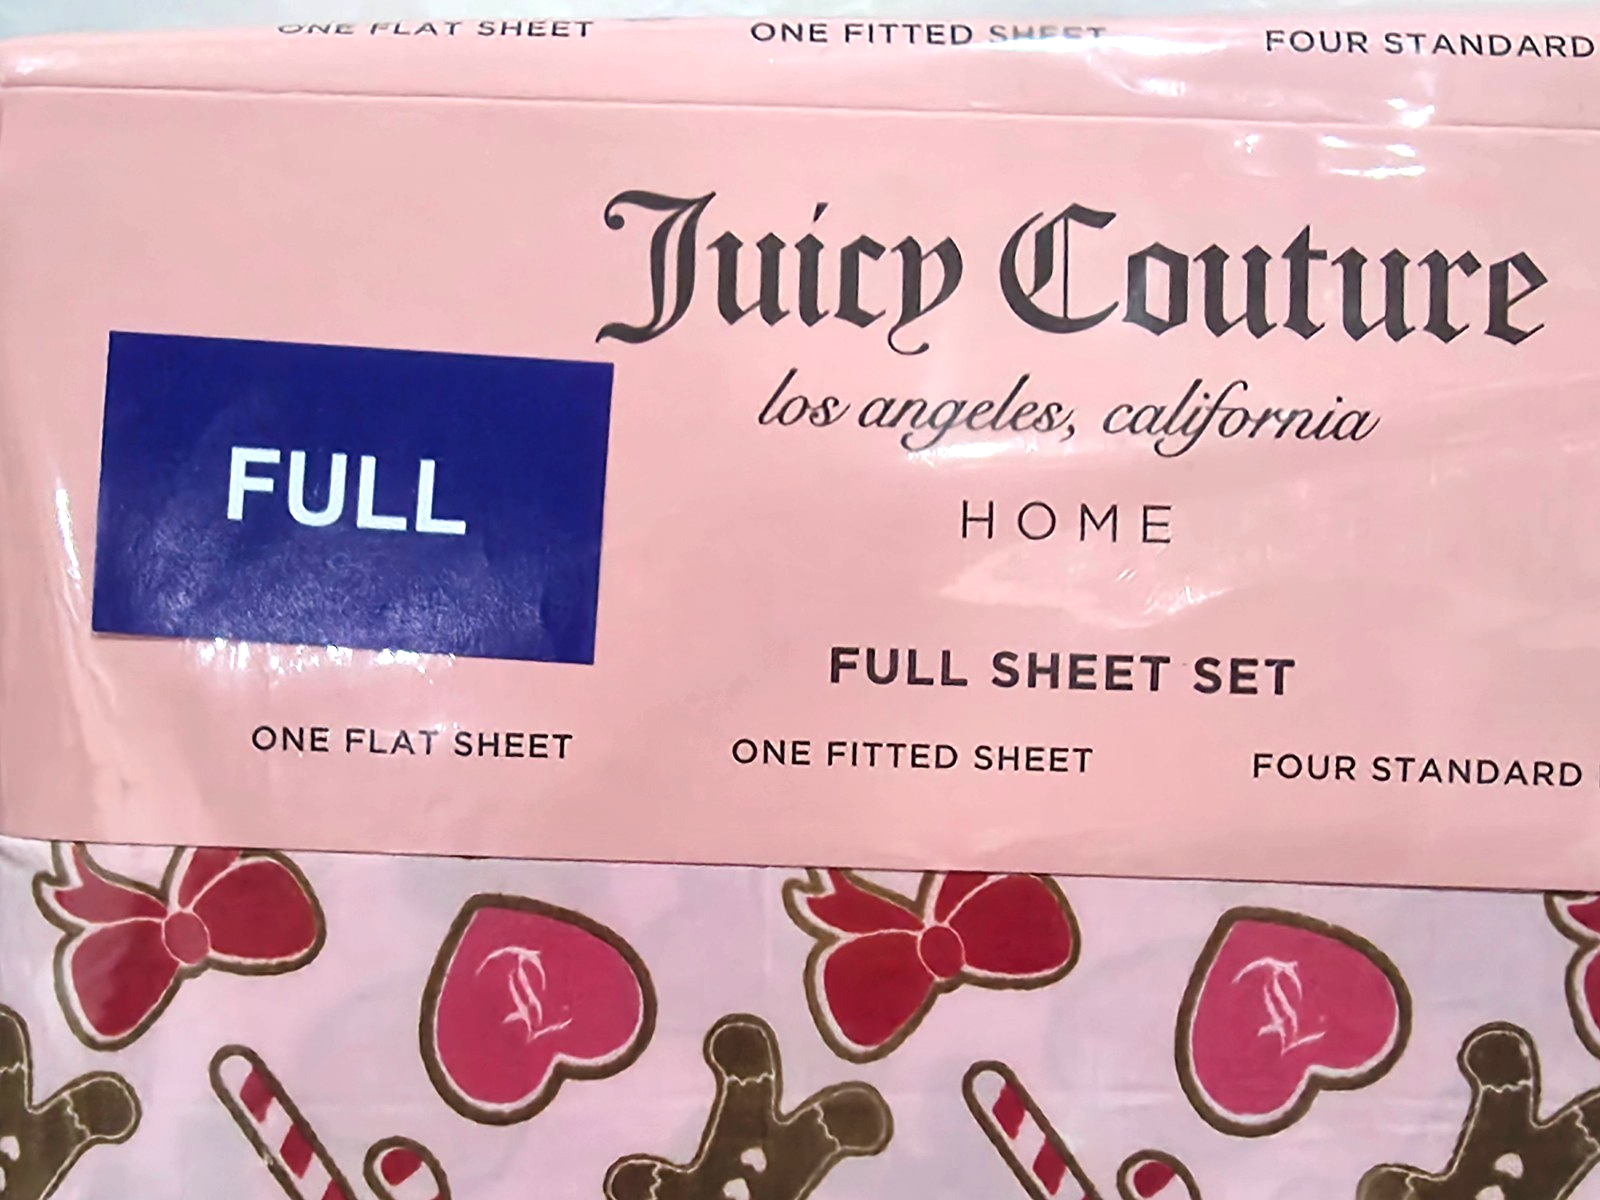 ONE FLAT SHEET ONE FITTED SHEET FOUR STANDARD
Juicy Couture
los angeles, california
HOME
FULL
FULL SHEET SET
ONE FLAT SHEET ONE FITTED SHEET FOUR STANDARD